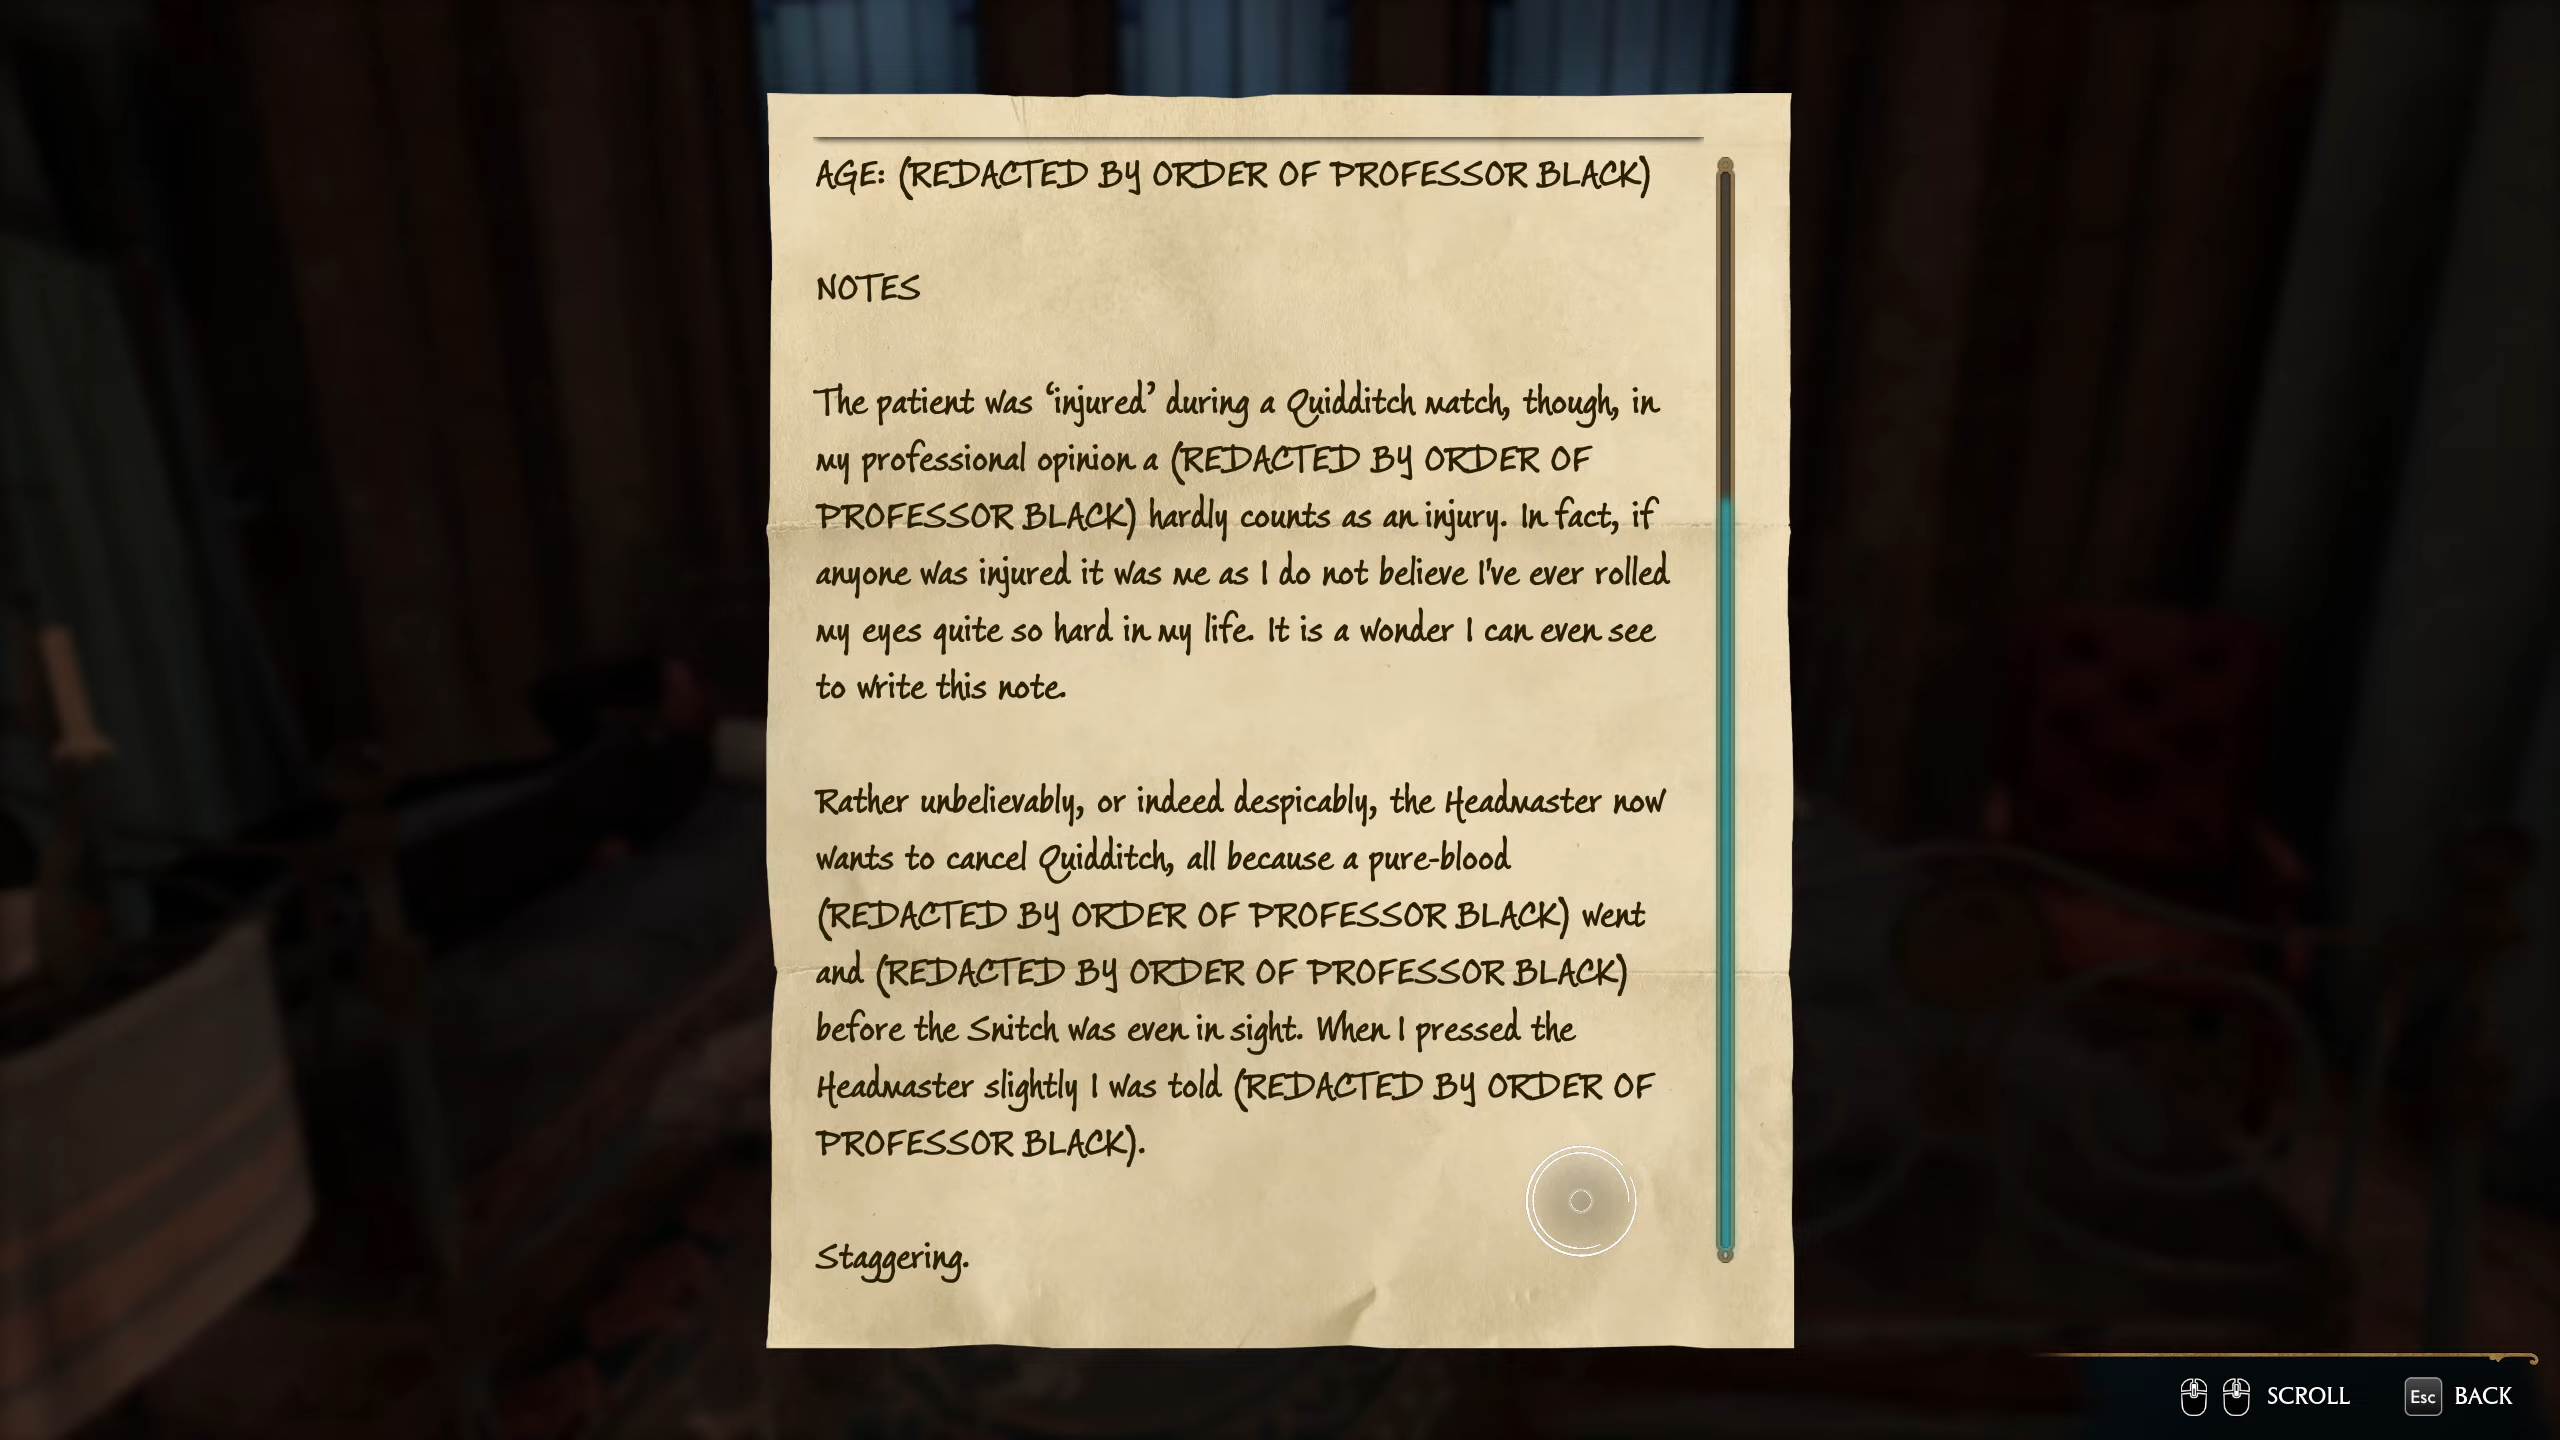 AGE: (REDACTED BY ORDER OF PROFESSOR BLACK)
NOTES
The patient was ‘injured’ during a Quidditch match, though, in
my professional opinion a (REDACTED BY ORDER OF
PROFESSOR BLACK) hardly counts as an injury. In fact, if
anyone was injured it was me as I do not believe I've ever rolled
my eyes quite so hard in my life. It is a wonder I can even see
to write this note.
Rather unbelievably, or indeed despicably, the Headmaster now
wants to cancel Quidditch, all because a pure-blood
(REDACTED BY ORDER OF PROFESSOR BLACK) went
and (REDACTED BY ORDER OF PROFESSOR BLACK)
before the Snitch was even in sight. When I pressed the
Headmaster slightly I was told (REDACTED BY ORDER OF
PROFESSOR BLACK).
Staggering.
SCROLL
Esc BACK